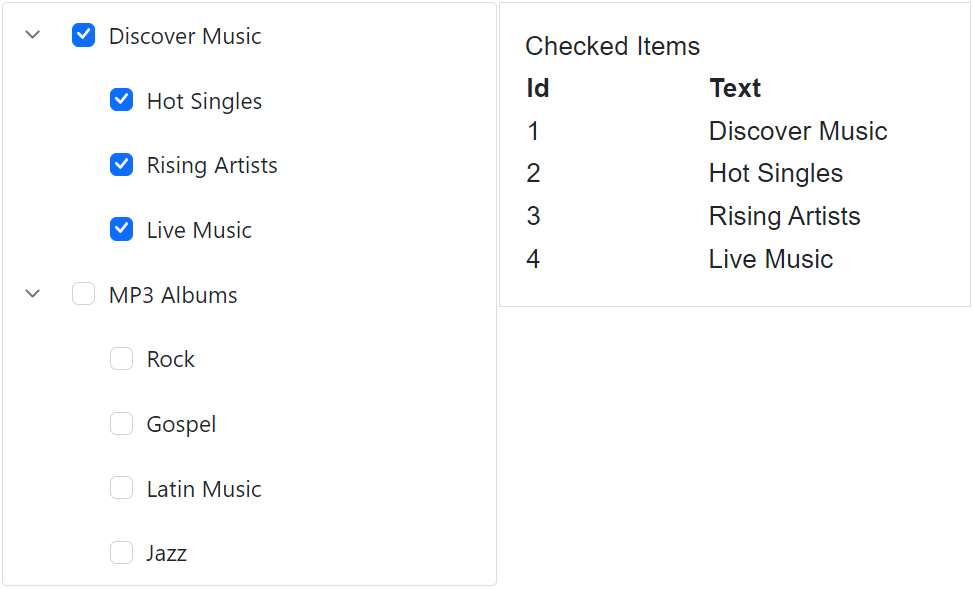 Discover Music
Hot Singles
Rising Artists
Live Music
MP3 Albums
Rock
Gospel
Latin Music
Jazz
Checked Items
Id Text
1 Discover Music
2 Hot Singles
3 Rising Artists
4 Live Music